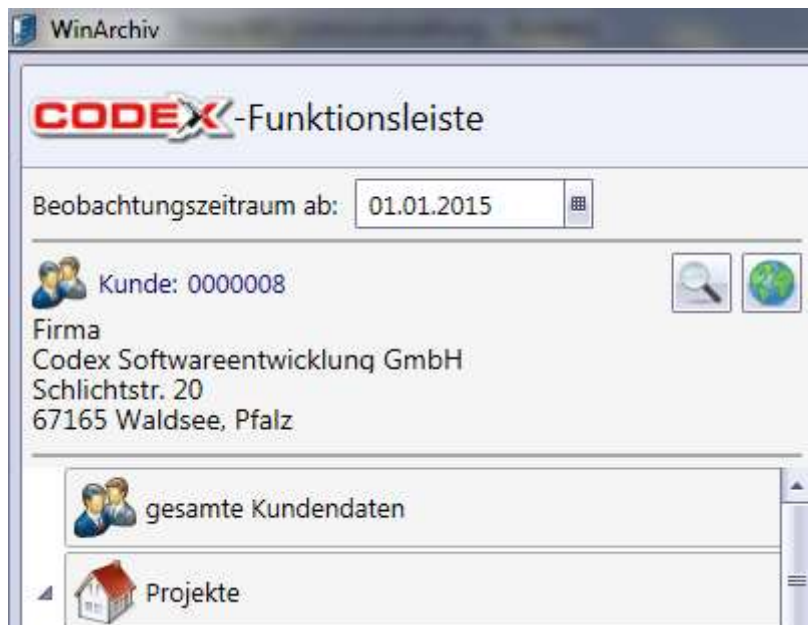 WinArchiv
CODEX-Funktionsleiste
Beobachtungszeitraum ab: 01.01.2015
Kunde: 0000008
Firma
Codex Softwareentwicklung GmbH
Schlichtstr. 20
67165 Waldsee, Pfalz
gesamte Kundendaten
Projekte